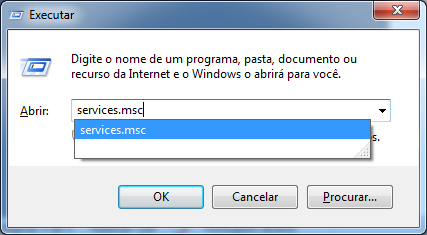 Executar
Digite o nome de um programa, pasta, documento ou
recurso da Internet e o Windows o abrirá para você.
Abrir:
services.msc
services.msc
OK
Cancelar
Procurar...